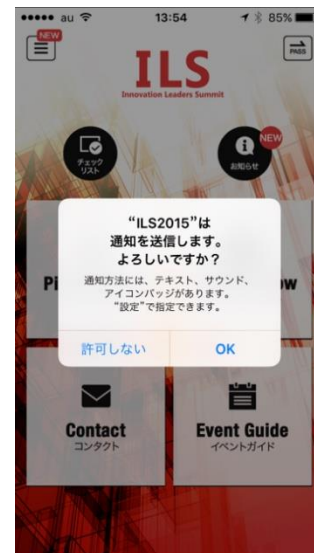 au 13:54 85%
NEW
PASS
ILS
Innovation Leaders Summit
チェック
リスト
NEW
お知らせ
“ILS2015”は
通知を送信します。
よろしいですか?
通知方法には、テキスト、サウンド、
アイコンバッジがあります。
“設定”で指定できます。
Pi
ow
許可しない OK
Contact
コンタクト
Event Guide
イベントガイド